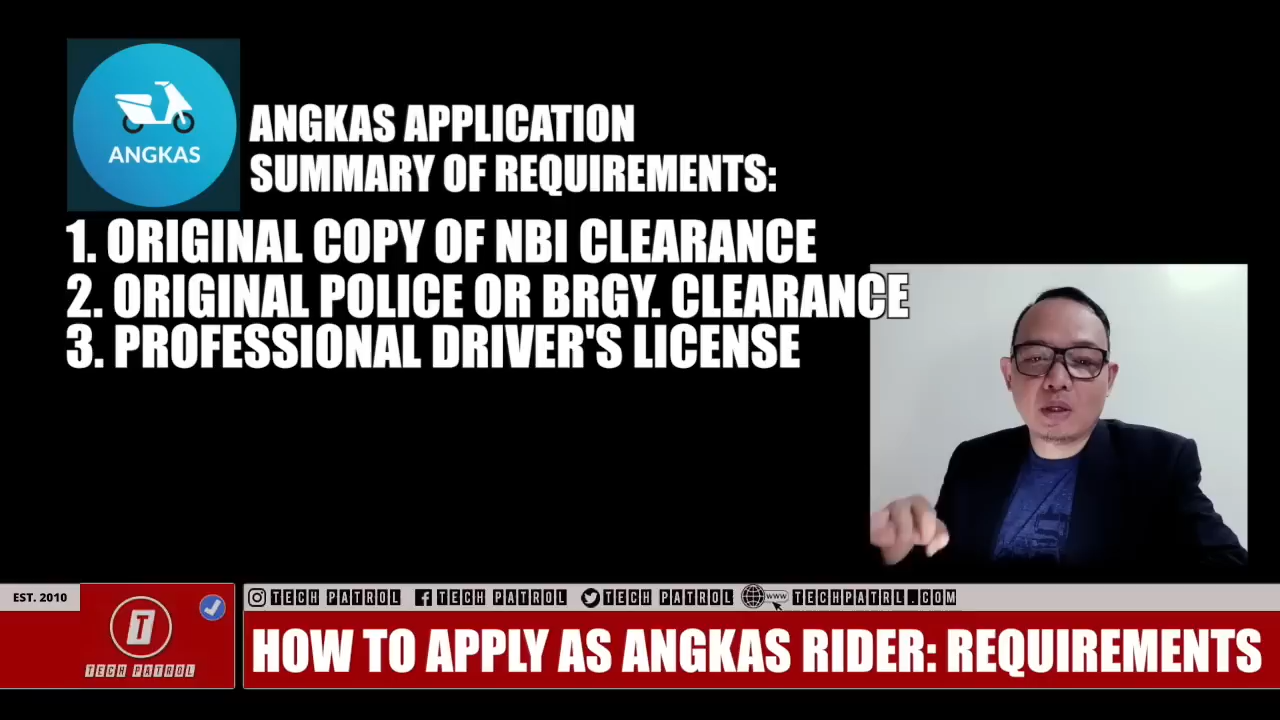 ANGKAS
ANGKAS APPLICATION
SUMMARY OF REQUIREMENTS:
1. ORIGINAL COPY OF NBI CLEARANCE
2. ORIGINAL POLICE OR BRGY. CLEARANCE
3. PROFESSIONAL DRIVER'S LICENSE
EST. 2010
T
TECH PATROL
TECH PATROL TECH PATROL TECH PATROL WWW TECHPATRL.COM
HOW TO APPLY AS ANGKAS RIDER: REQUIREMENTS